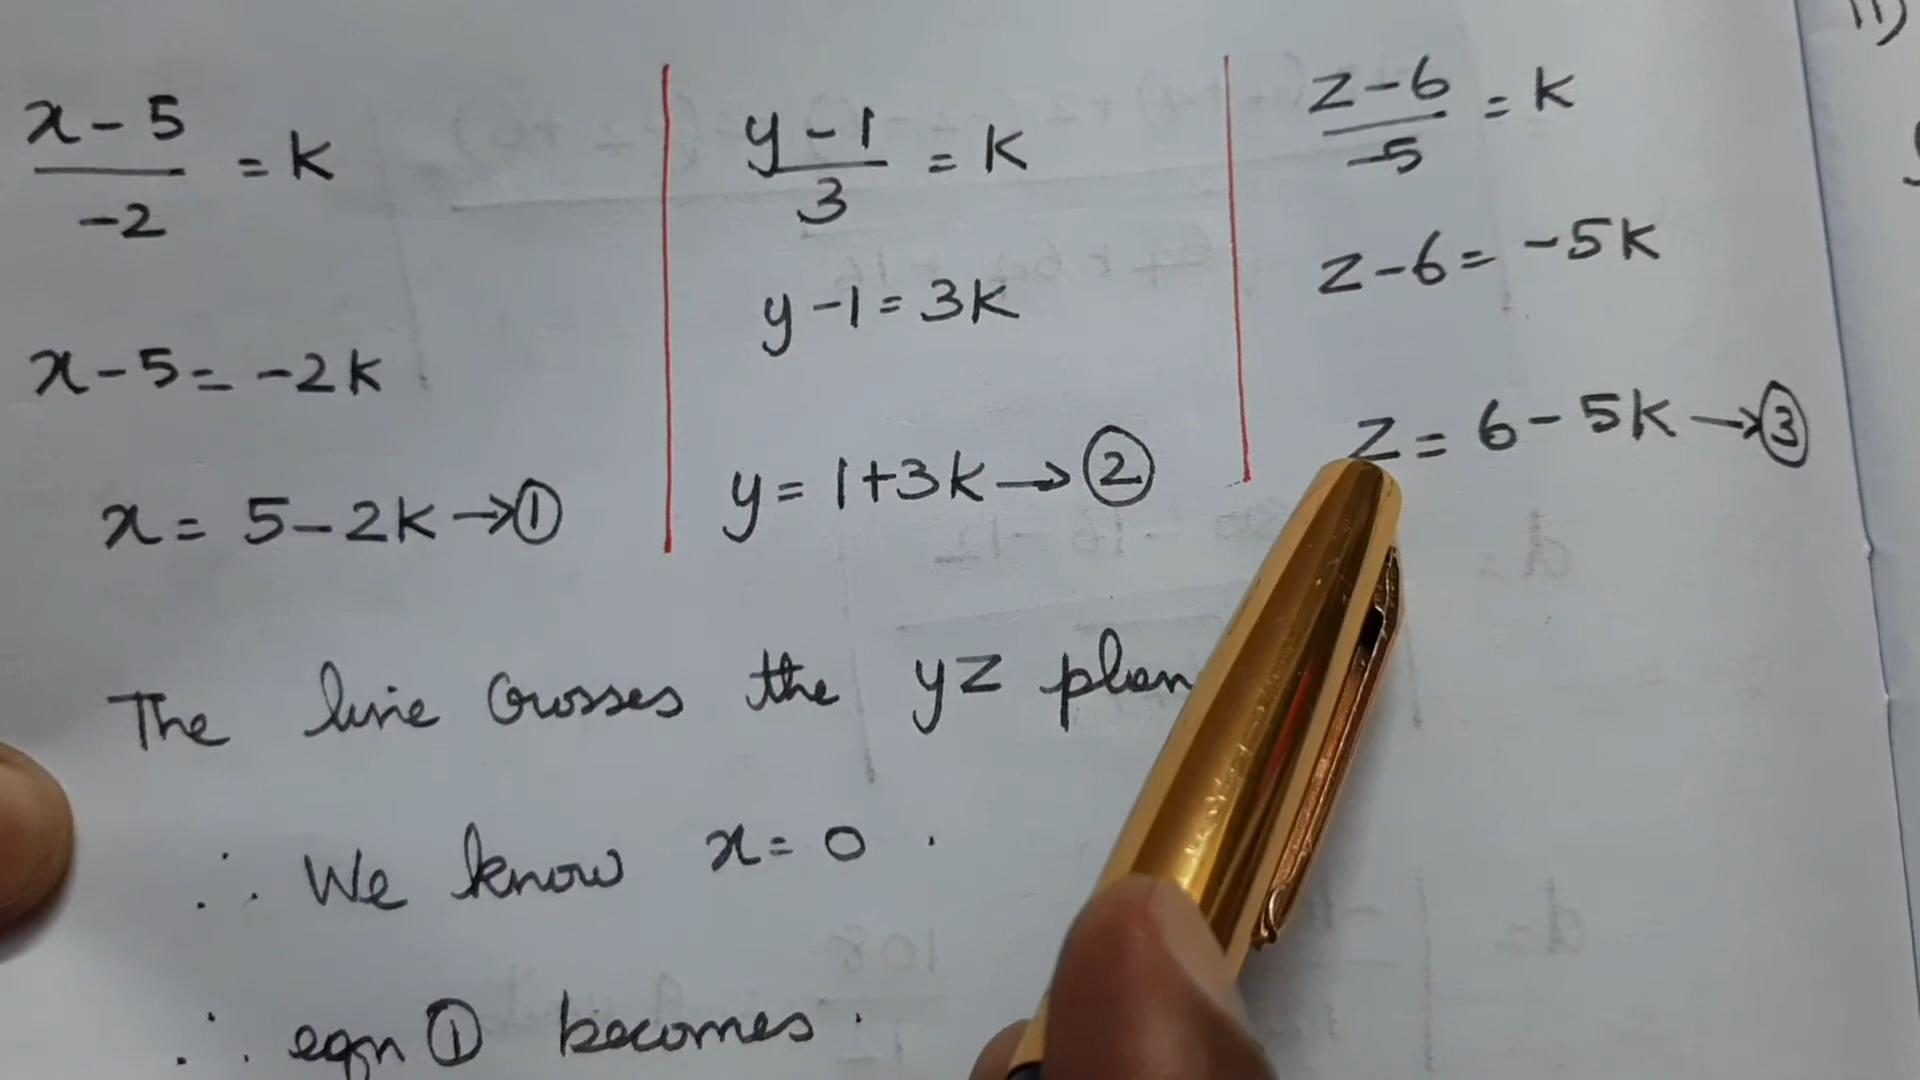 x-5/-2 = k
x-5 = -2k
x = 5-2k → ①
y-1/3 = k
y-1 = 3k
y = 1+3k → ②
z-6/-5 = k
z-6 = -5k
z = 6-5k → ③
The line crosses the yz plan
∴ We know x = 0.
∴ eqn ① becomes.
11)